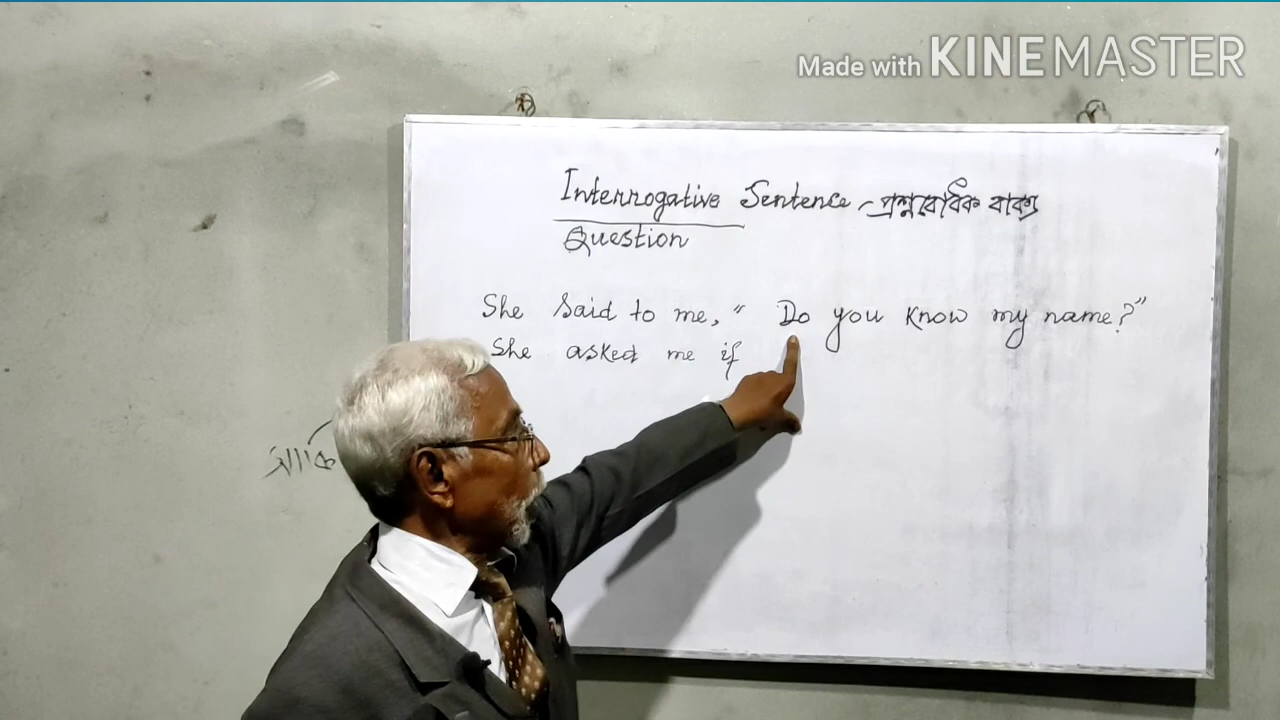 Made with KINEMASTER
Interrogative Sentence - প্রশ্নবোধক বাক্য
Question
She said to me, " Do you know my name?"
She asked me if